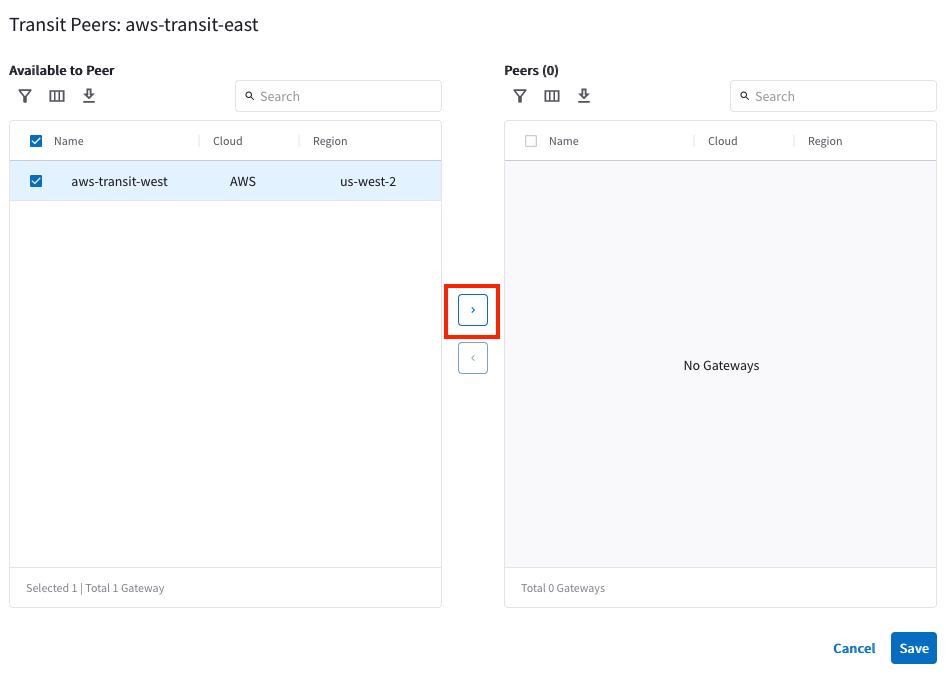 Transit Peers: aws-transit-east
Available to Peer
Search
Name Cloud Region
aws-transit-west AWS us-west-2
Selected 1 | Total 1 Gateway
Peers (0)
Search
Name Cloud Region
No Gateways
Total 0 Gateways
Cancel Save